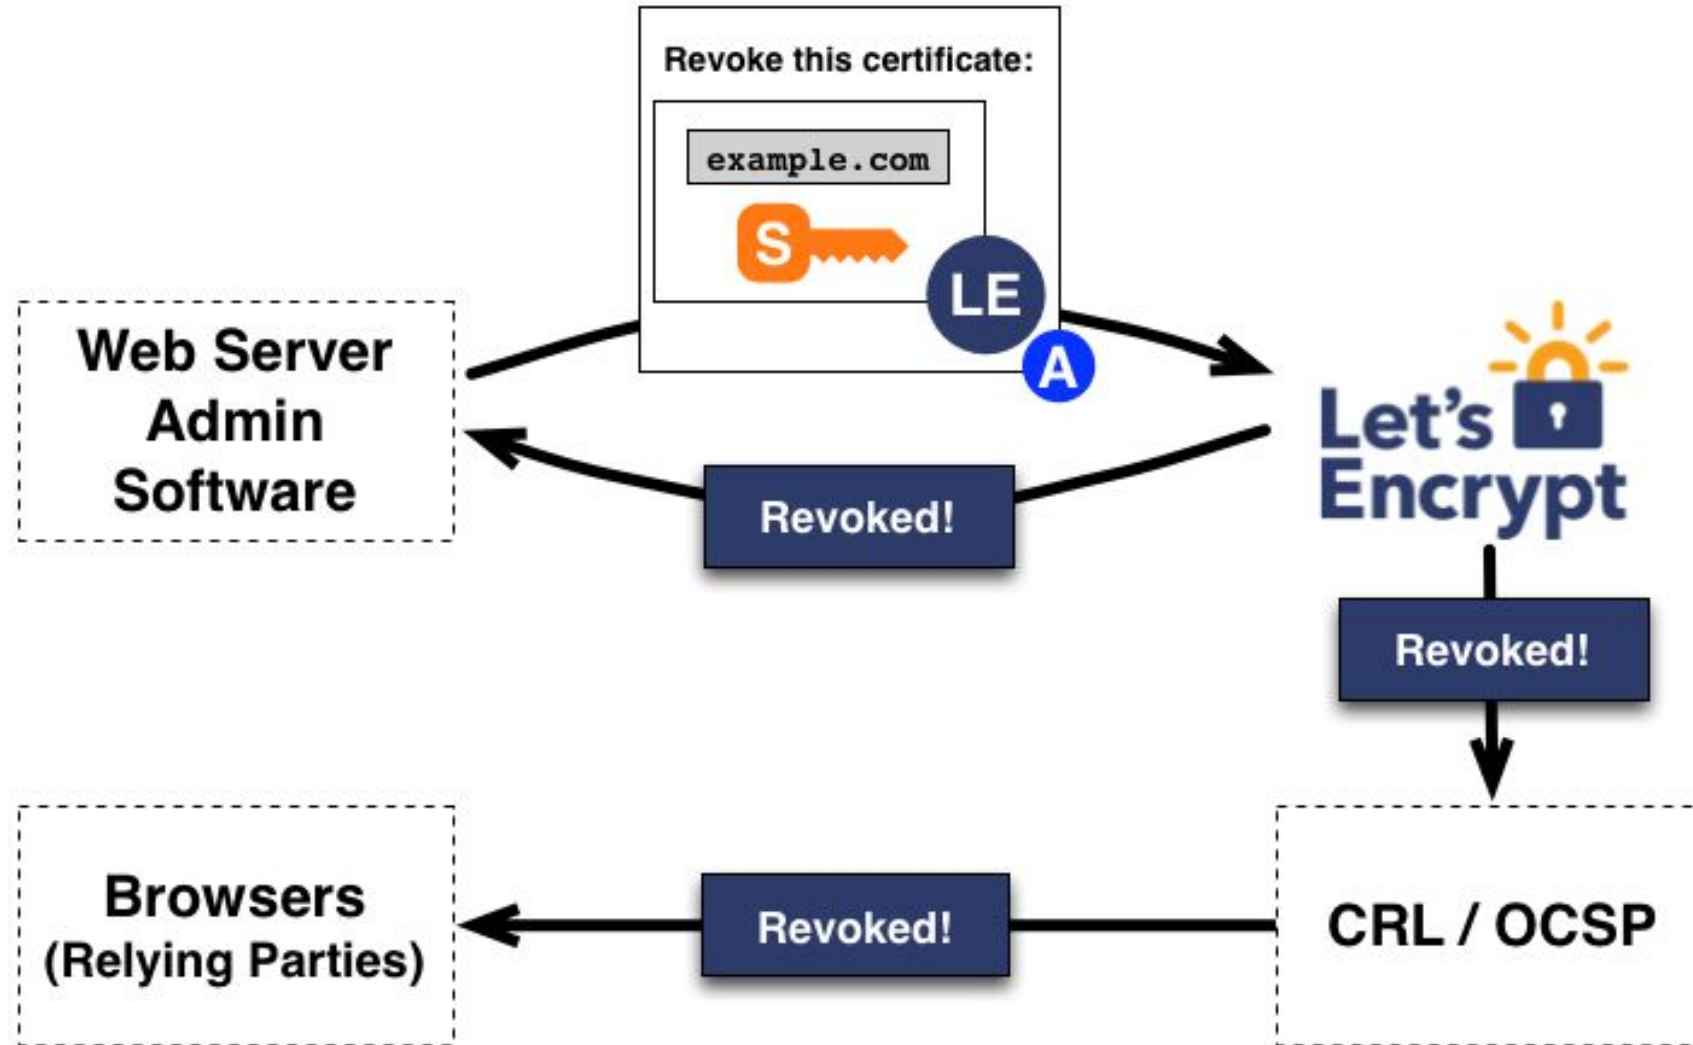 Revoke this certificate:
example.com
S
LE
A
Web Server
Admin
Software
Let's
Encrypt
Revoked!
Revoked!
Browsers
(Relying Parties)
Revoked!
CRL / OCSP